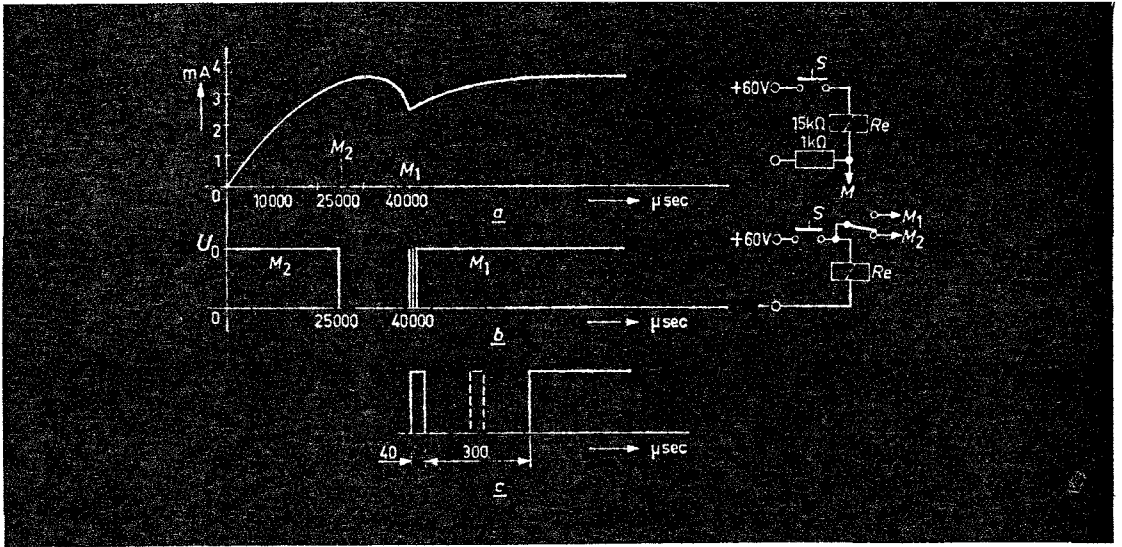 mA
4
3
2
1
0
M₂
M₁
10000
25000
40000
a
μsec
U₀
M₂
M₁
0
25000
40000
b
μsec
40
300
c
μsec
S
+60V
15kΩ
Re
1kΩ
M
S
+60V
M₁
M₂
Re